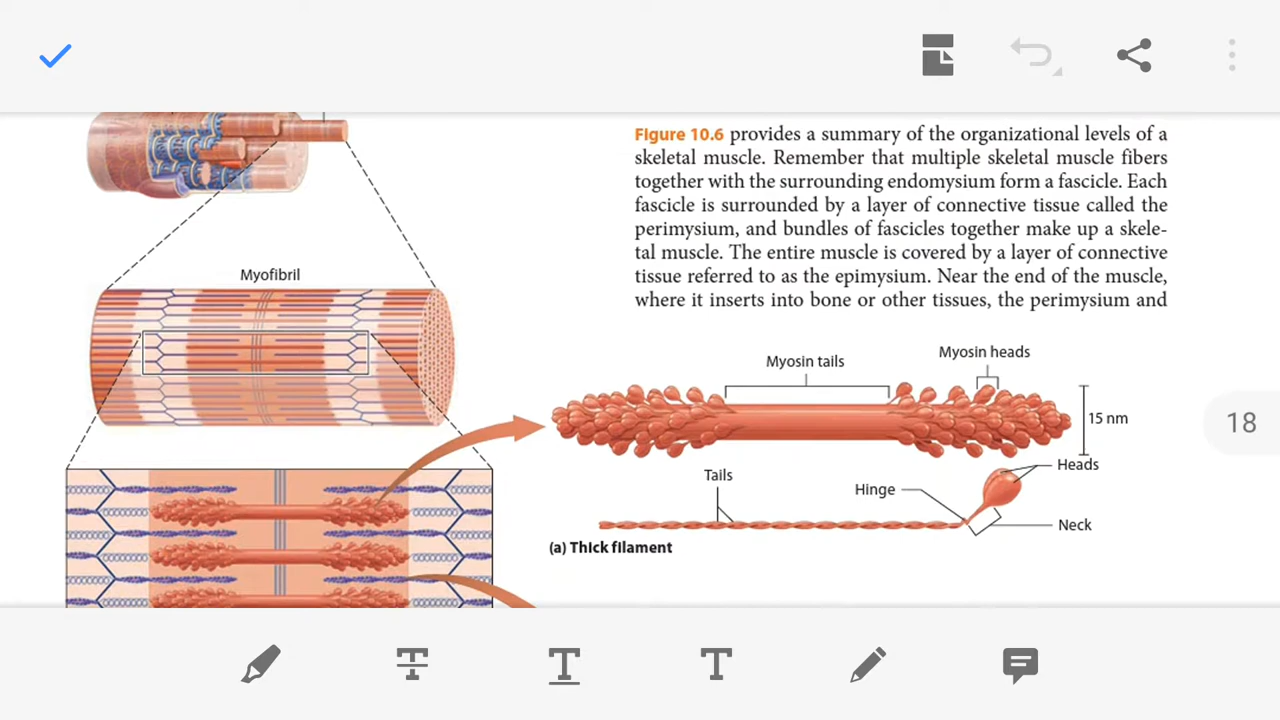 Figure 10.6 provides a summary of the organizational levels of a
skeletal muscle. Remember that multiple skeletal muscle fibers
together with the surrounding endomysium form a fascicle. Each
fascicle is surrounded by a layer of connective tissue called the
perimysium, and bundles of fascicles together make up a skele-
tal muscle. The entire muscle is covered by a layer of connective
tissue referred to as the epimysium. Near the end of the muscle,
where it inserts into bone or other tissues, the perimysium and
Myofibril
Myosin tails
Myosin heads
15 nm
18
Tails
Hinge
Heads
Neck
(a) Thick filament
T
T
T